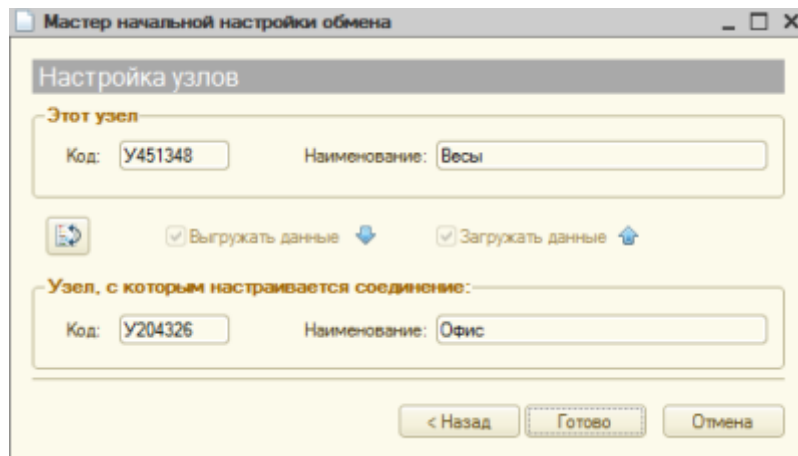 Мастер начальной настройки обмена
Настройка узлов
Этот узел
Код: У451348 Наименование: Весы
Выгружать данные Загружать данные
Узел, с которым настраивается соединение:
Код: У204326 Наименование: Офис
< Назад Готово Отмена